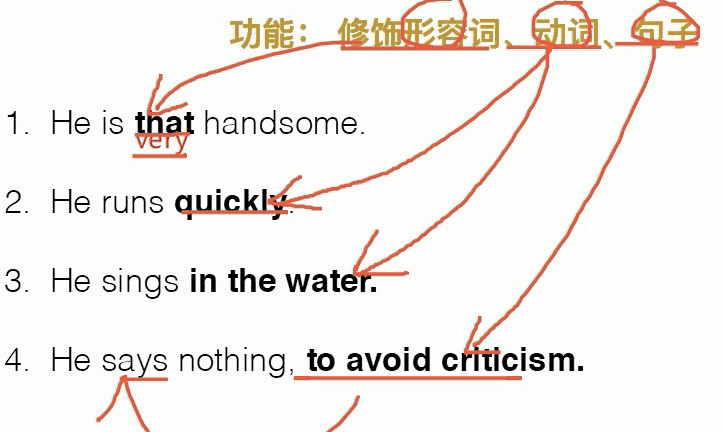 功能： 修饰形容词、动词、句子
1. He is that handsome.
very
2. He runs quickly.
3. He sings in the water.
4. He says nothing, to avoid criticism.